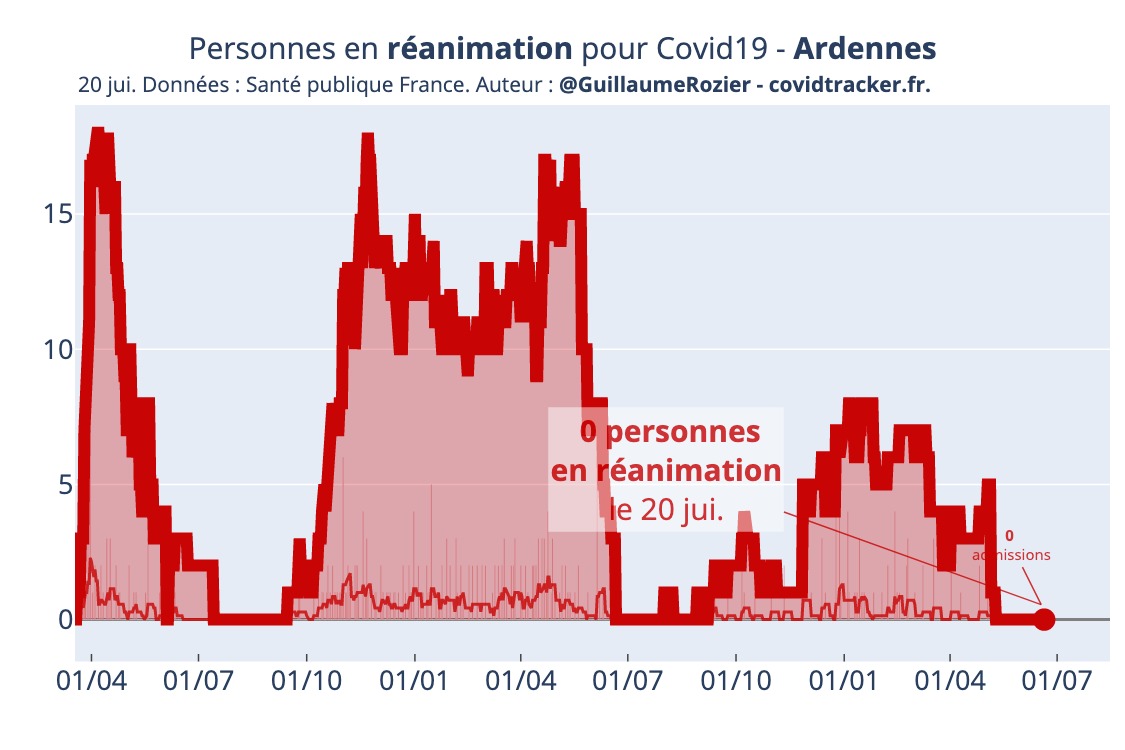 Personnes en réanimation pour Covid19 - Ardennes
20 jui. Données : Santé publique France. Auteur : @GuillaumeRozier - covidtracker.fr.
15
10
5
0
0 personnes
en réanimation
le 20 jui.
0
admissions
01/04 01/07 01/10 01/01 01/04 01/07 01/10 01/01 01/04 01/07